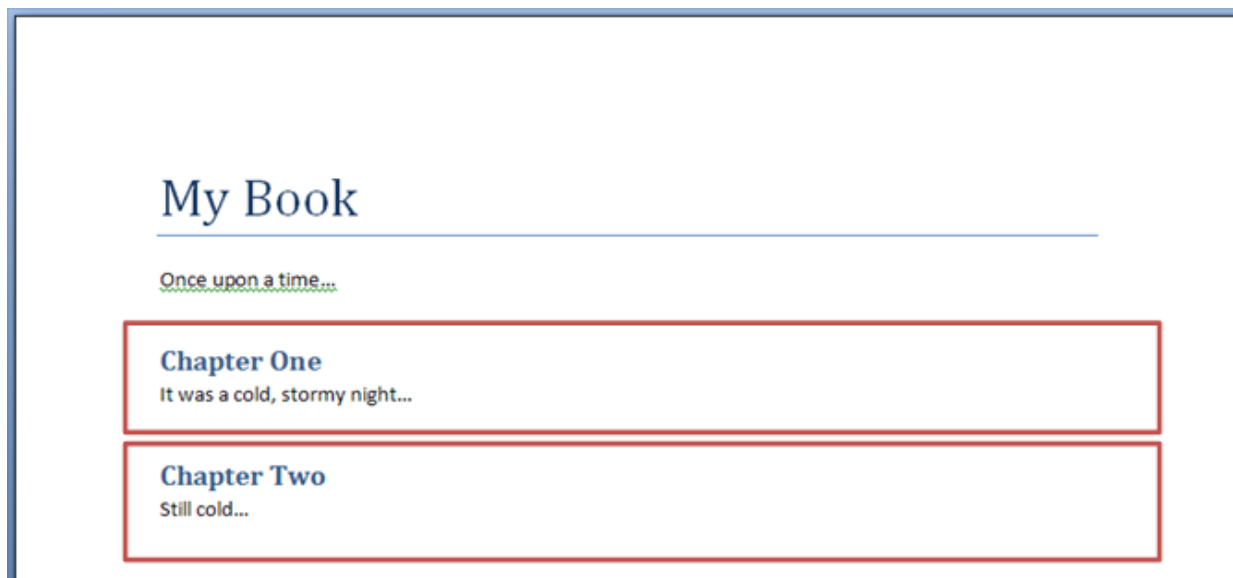 My Book
Once upon a time...
Chapter One
It was a cold, stormy night...
Chapter Two
Still cold...